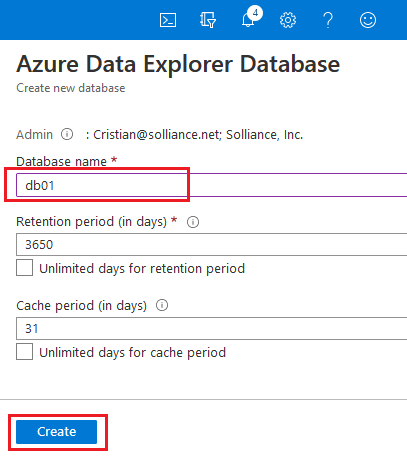 4
Azure Data Explorer Database
Create new database
Admin : Cristian@solliance.net; Solliance, Inc.
Database name *
db01
Retention period (in days) *
3650
Unlimited days for retention period
Cache period (in days)
31
Unlimited days for cache period
Create